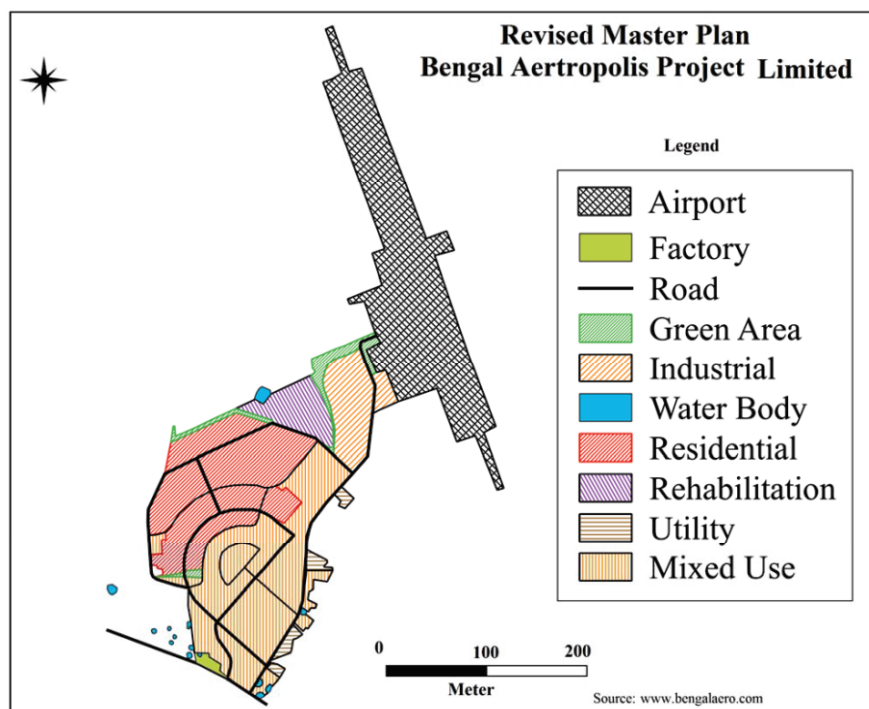 Revised Master Plan
Bengal Aertropolis Project Limited
Legend
Airport
Factory
Road
Green Area
Industrial
Water Body
Residential
Rehabilitation
Utility
Mixed Use
0 100 200
Meter
Source: www.bengalaero.com